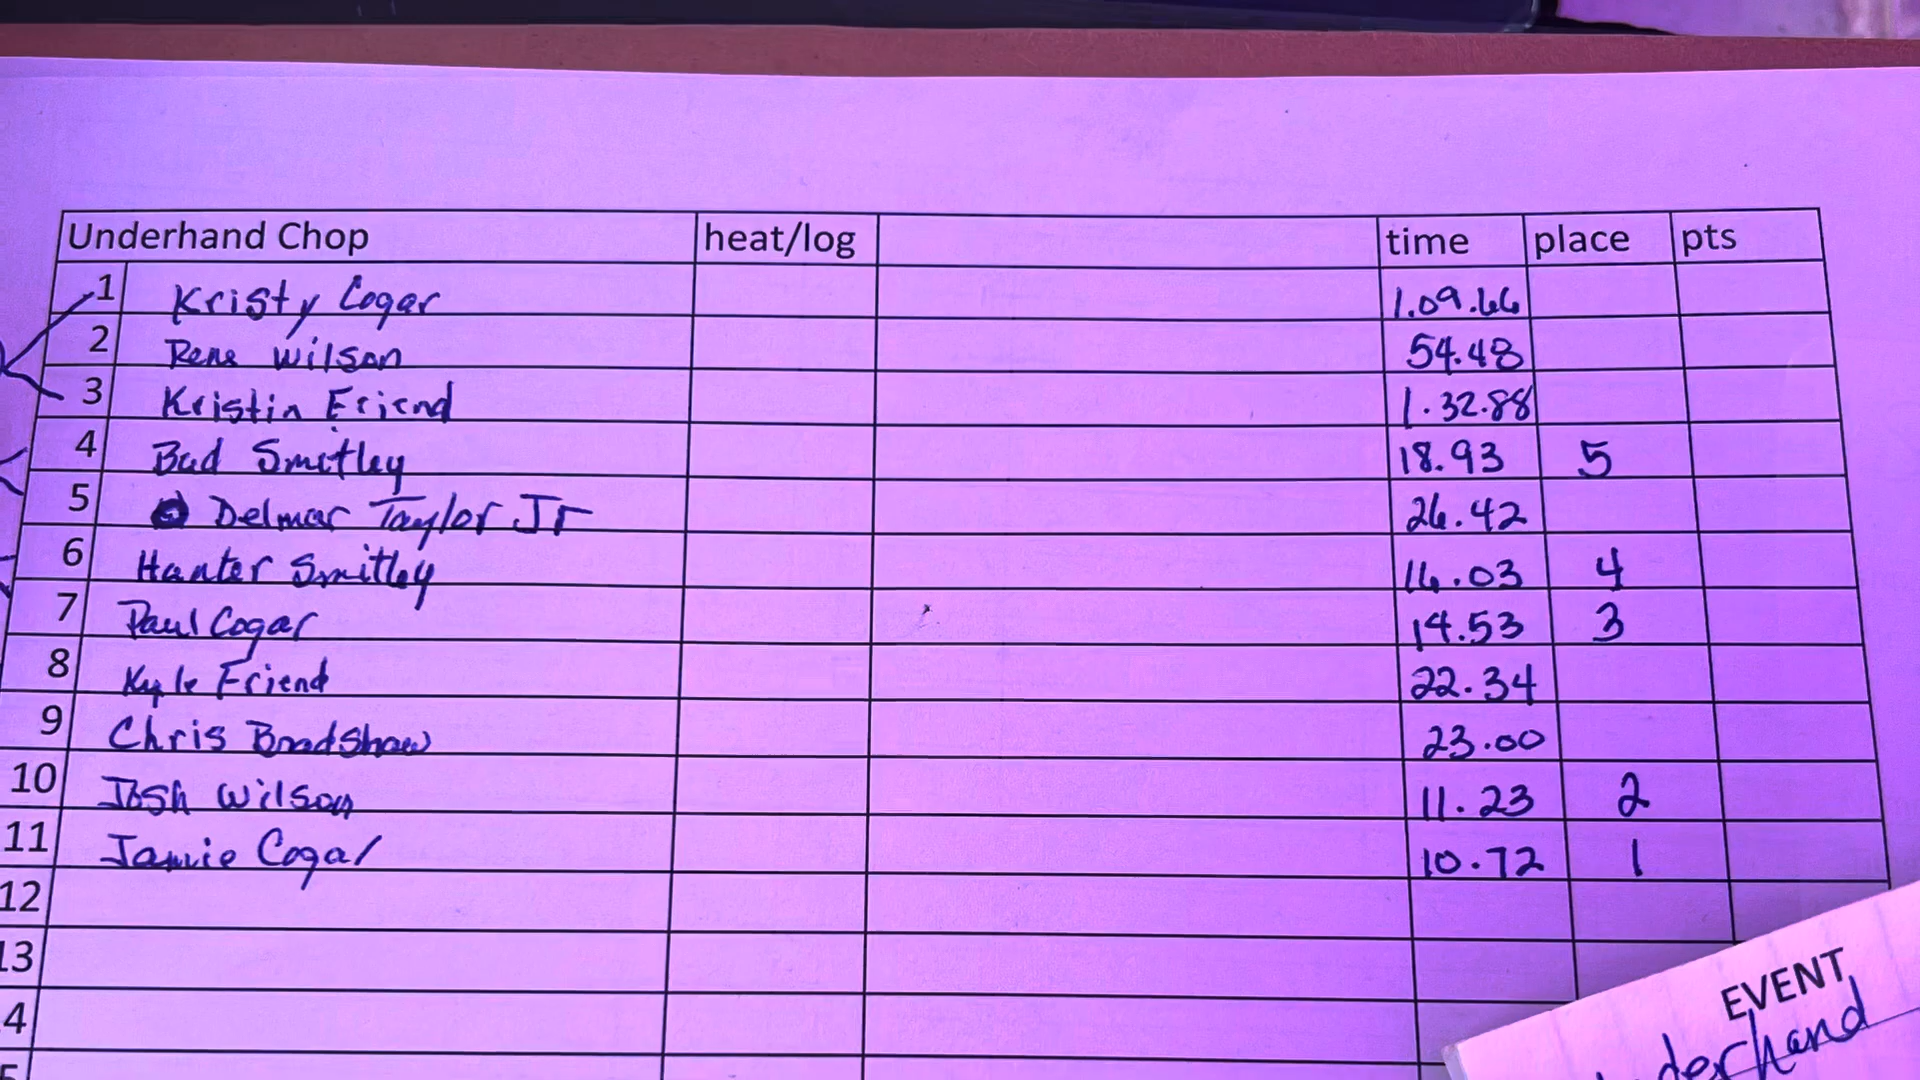 Underhand Chop heat/log time place pts
1 Kristy Cogar 1.09.66
2 Rene Wilson 54.48
3 Kristin Friend 1.32.88
4 Bud Smitley 18.93 5
5 Delmar Taylor Jr 26.42
6 Hunter Smitley 16.03 4
7 Paul Cogar 14.53 3
8 Kyle Friend 22.34
9 Chris Bradshaw 23.00
10 Josh Wilson 11.23 2
11 Jamie Cogar 10.72 1
12
13
4
5
EVENT
nderhand